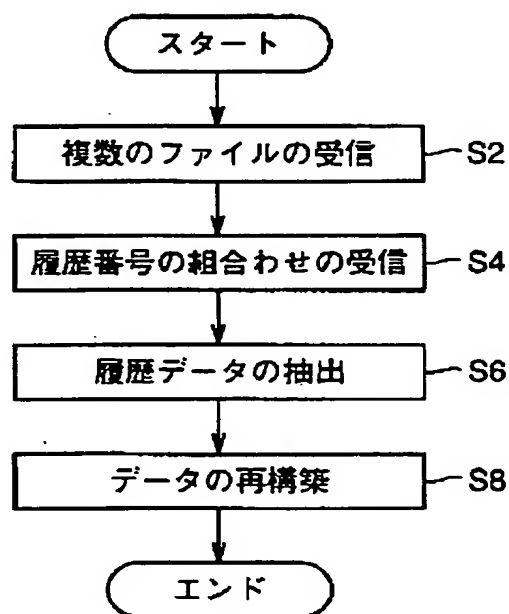 スタート
複数のファイルの受信 S2
履歴番号の組合わせの受信 S4
履歴データの抽出 S6
データの再構築 S8
エンド